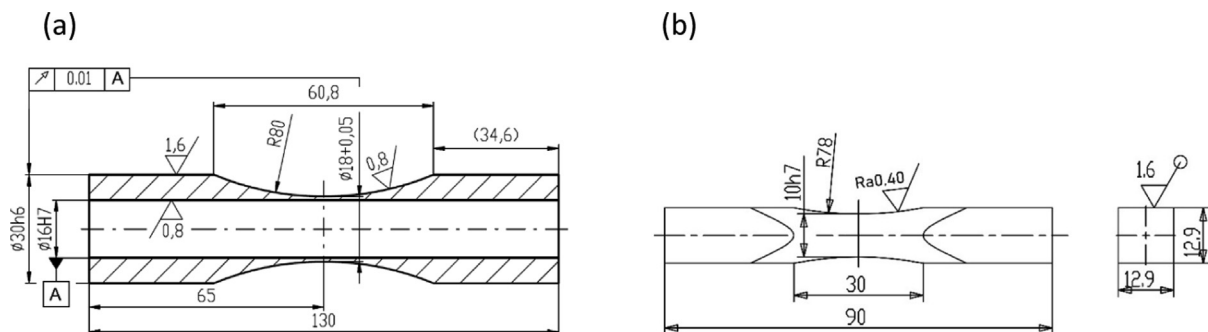 (a)
(b)
0.01 A
60,8
(34,6)
1,6
R80
Ø18+0,05
0,8
0,8
Ø30h6
Ø16H7
A
65
130
R78
10h7
Ra0,40
30
90
1.6
12,9
12,9